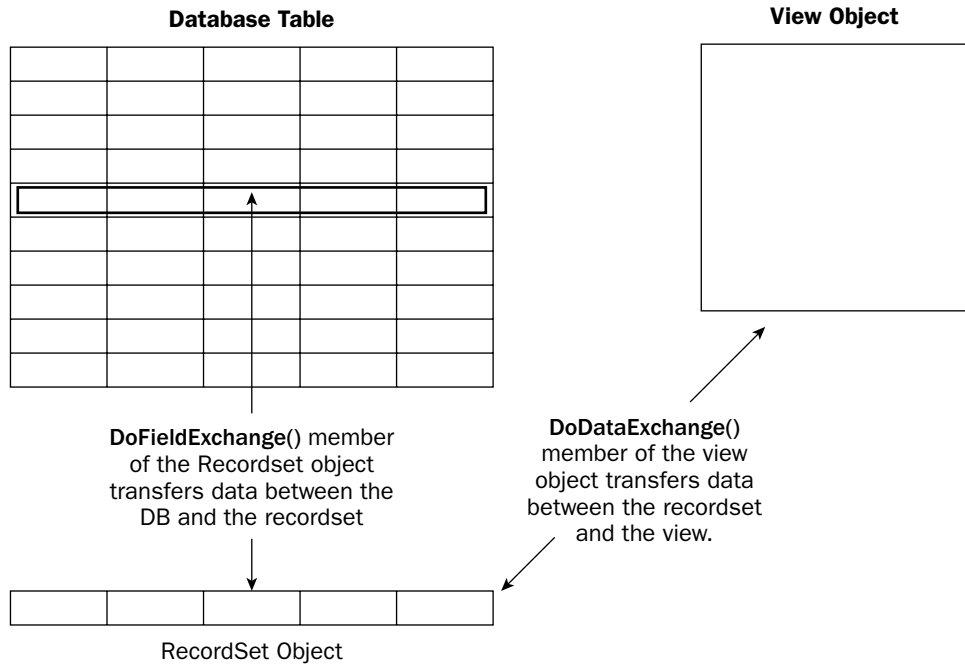 Database Table
View Object
DoFieldExchange() member
of the Recordset object
transfers data between the
DB and the recordset
DoDataExchange()
member of the view
object transfers data
between the recordset
and the view.
RecordSet Object